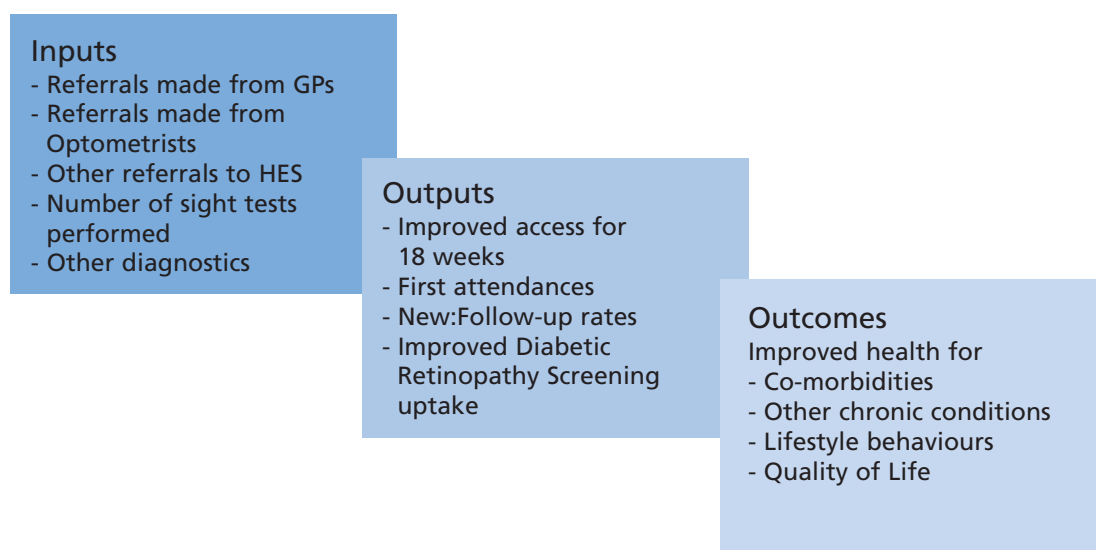 Inputs
- Referrals made from GPs
- Referrals made from
Optometrists
- Other referrals to HES
- Number of sight tests
performed
- Other diagnostics
Outputs
- Improved access for
18 weeks
- First attendances
- New:Follow-up rates
- Improved Diabetic
Retinopathy Screening
uptake
Outcomes
Improved health for
- Co-morbidities
- Other chronic conditions
- Lifestyle behaviours
- Quality of Life